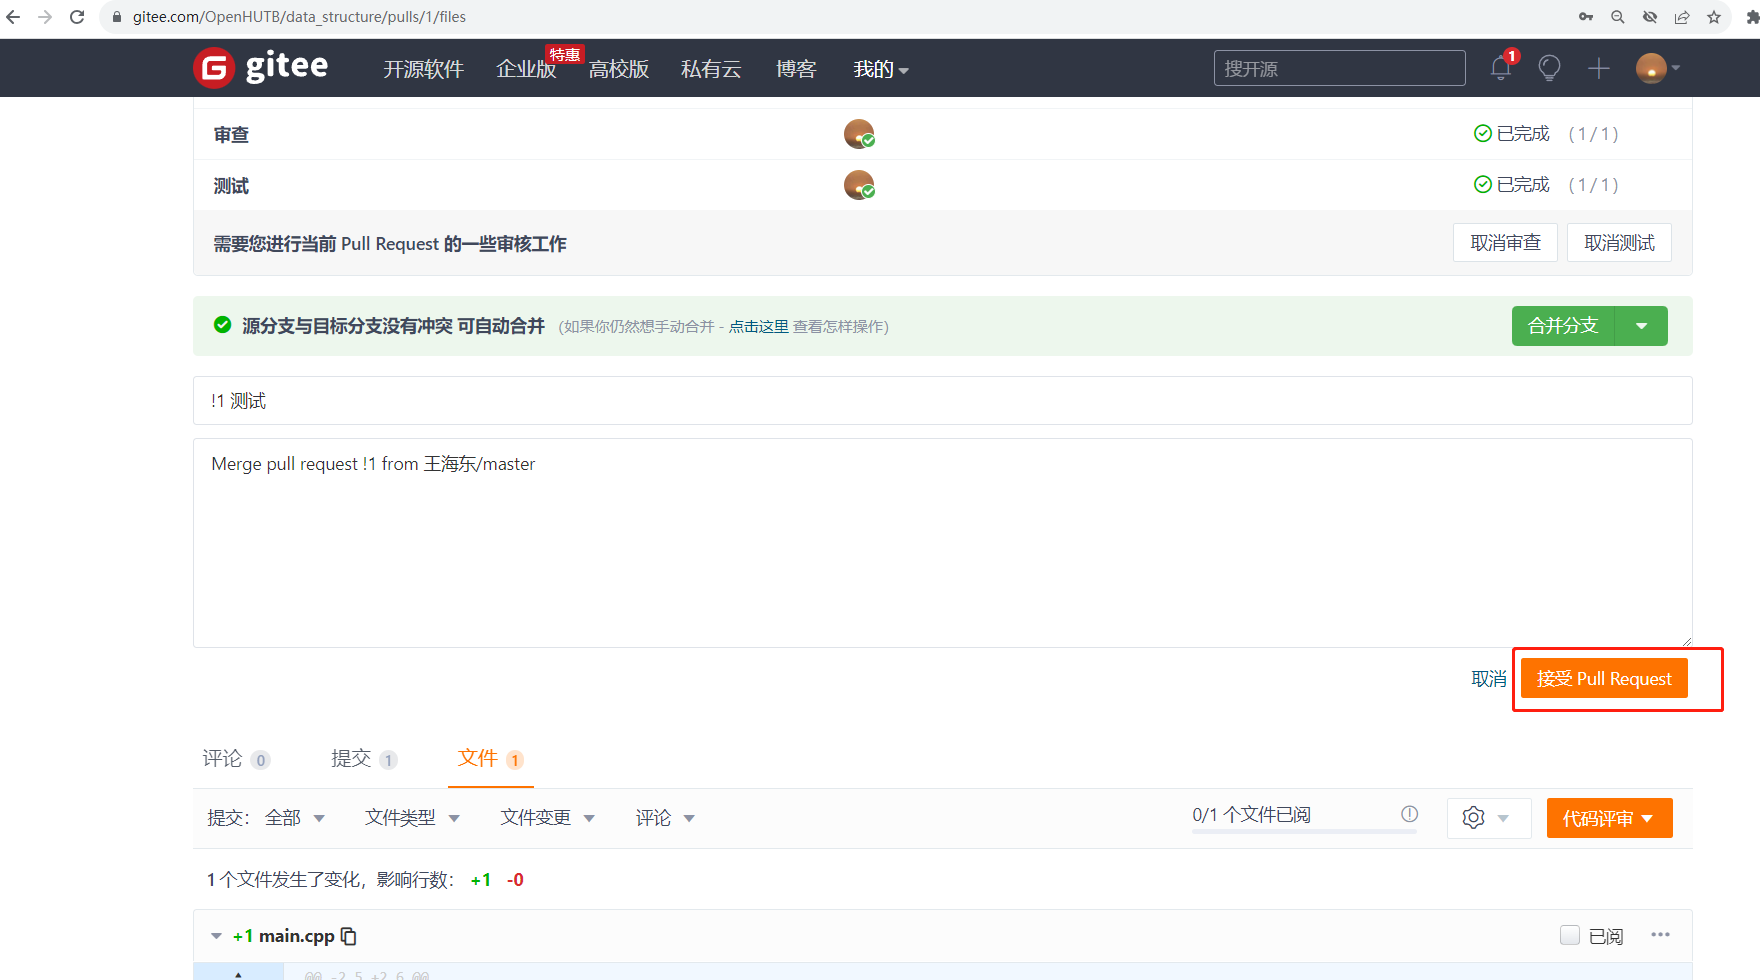 gitee.com/OpenHUTB/data_structure/pulls/1/files
gitee 开源软件 企业版 特惠 高校版 私有云 博客 我的 搜开源 1
审查 已完成 (1/1)
测试 已完成 (1/1)
需要您进行当前 Pull Request 的一些审核工作 取消审查 取消测试
源分支与目标分支没有冲突 可自动合并 (如果你仍然想手动合并 - 点击这里 查看怎样操作) 合并分支
!1 测试
Merge pull request !1 from 王海东/master
取消 接受 Pull Request
评论 0 提交 1 文件 1
提交: 全部 文件类型 文件变更 评论 0/1 个文件已阅 代码评审
1 个文件发生了变化，影响行数： +1 -0
+1 main.cpp 已阅
@@ -2,5 +2,6 @@